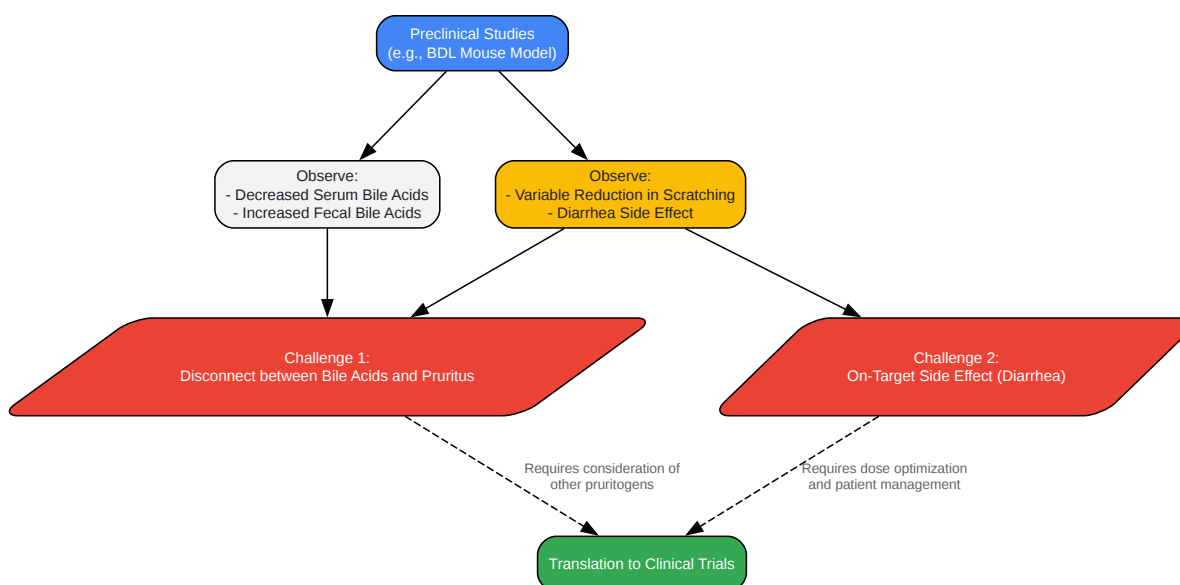 Preclinical Studies
(e.g., BDL Mouse Model)
Observe:
- Decreased Serum Bile Acids
- Increased Fecal Bile Acids
Observe:
- Variable Reduction in Scratching
- Diarrhea Side Effect
Challenge 1:
Disconnect between Bile Acids and Pruritus
Challenge 2:
On-Target Side Effect (Diarrhea)
Requires consideration of
other pruritogens
Requires dose optimization
and patient management
Translation to Clinical Trials